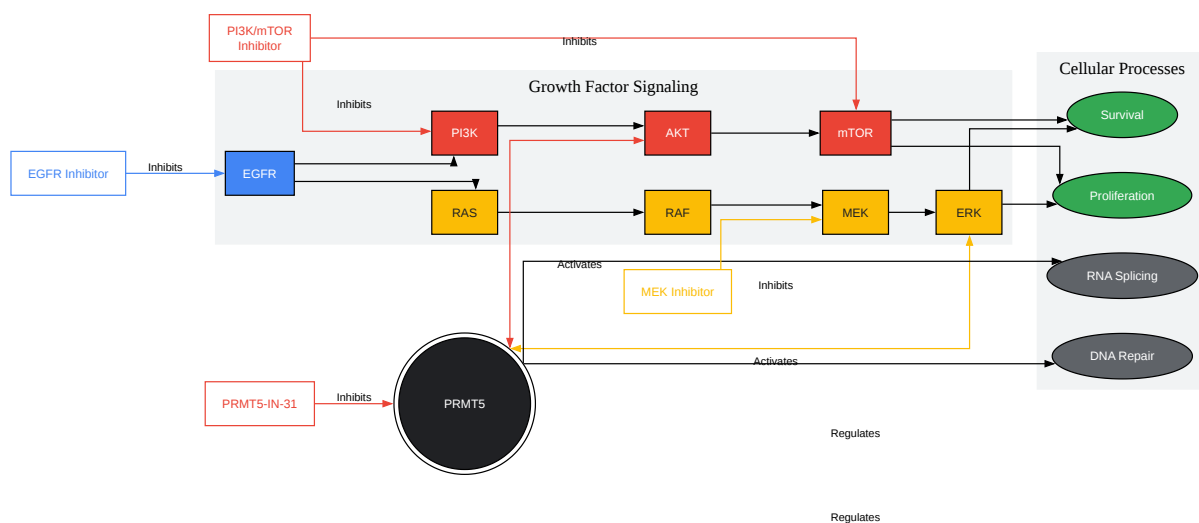 PI3K/mTOR
Inhibitor
Inhibits
Cellular Processes
Growth Factor Signaling
Inhibits
Survival
PI3K
AKT
mTOR
EGFR Inhibitor
Inhibits
EGFR
Proliferation
RAS
RAF
MEK
ERK
Activates
RNA Splicing
MEK Inhibitor
Inhibits
DNA Repair
Activates
PRMT5-IN-31
Inhibits
PRMT5
Regulates
Regulates